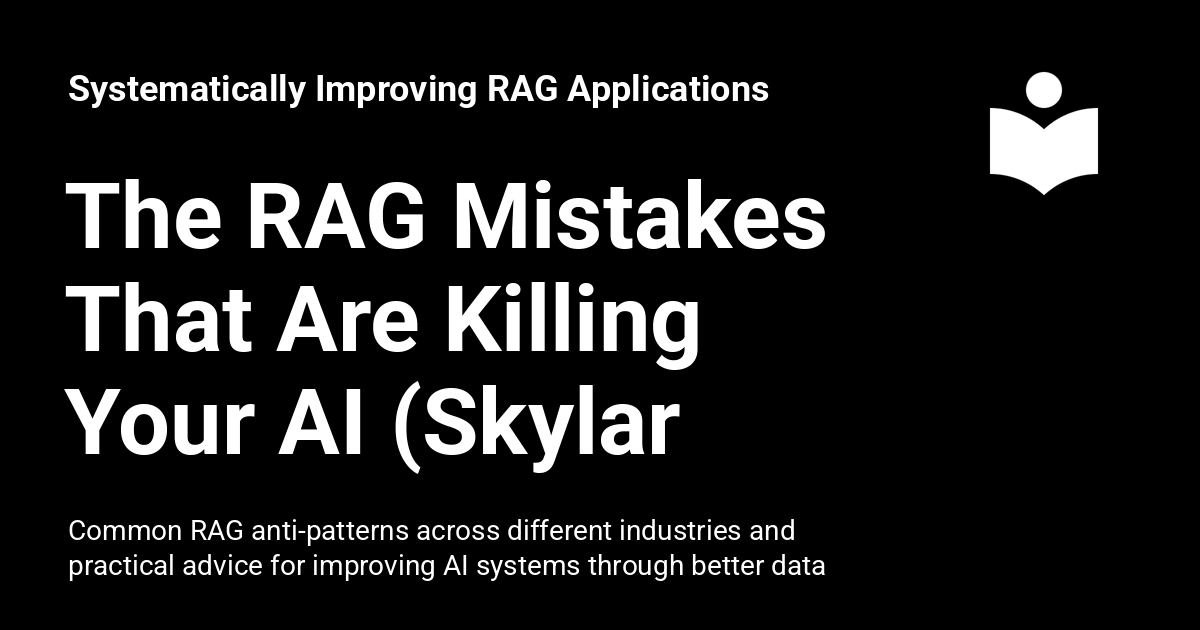 Systematically Improving RAG Applications
The RAG Mistakes
That Are Killing
Your AI (Skylar
Common RAG anti-patterns across different industries and
practical advice for improving AI systems through better data